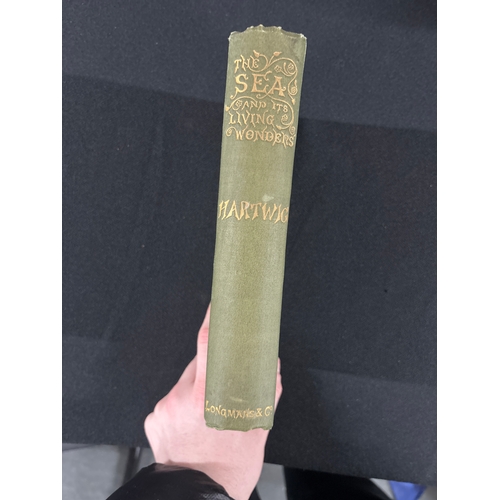 THE
SEA
AND ITS
LIVING
WONDERS
HARTWIG
LONGMANS & Co